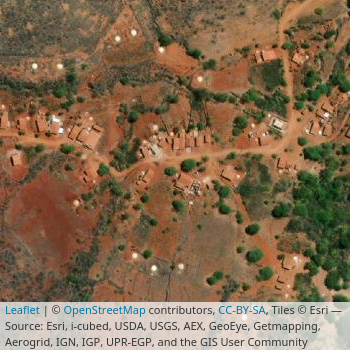 Leaflet | © OpenStreetMap contributors, CC-BY-SA, Tiles © Esri —
Source: Esri, i-cubed, USDA, USGS, AEX, GeoEye, Getmapping,
Aerogrid, IGN, IGP, UPR-EGP, and the GIS User Community